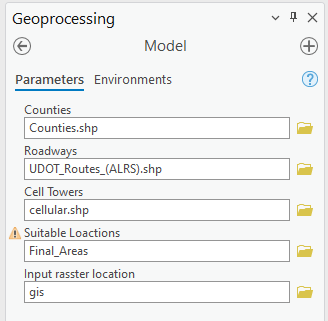 Geoprocessing
Model
Parameters Environments
Counties
Counties.shp
Roadways
UDOT_Routes_(ALRS).shp
Cell Towers
cellular.shp
Suitable Loactions
Final_Areas
Input rasster location
gis